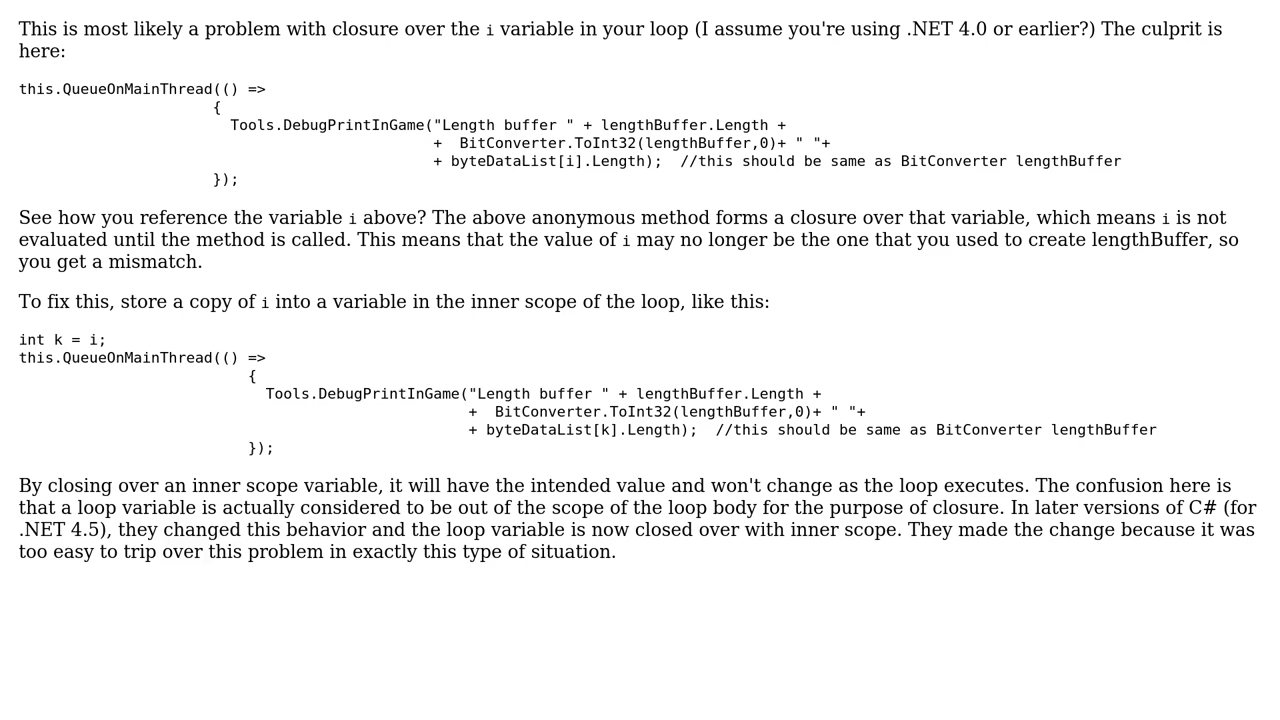 This is most likely a problem with closure over the i variable in your loop (I assume you're using .NET 4.0 or earlier?) The culprit is
here:
this.QueueOnMainThread(() =>
{
Tools.DebugPrintInGame("Length buffer " + lengthBuffer.Length +
+  BitConverter.ToInt32(lengthBuffer,0)+ " "+
+ byteDataList[i].Length);  //this should be same as BitConverter lengthBuffer
});
See how you reference the variable i above? The above anonymous method forms a closure over that variable, which means i is not
evaluated until the method is called. This means that the value of i may no longer be the one that you used to create lengthBuffer, so
you get a mismatch.
To fix this, store a copy of i into a variable in the inner scope of the loop, like this:
int k = i;
this.QueueOnMainThread(() =>
{
Tools.DebugPrintInGame("Length buffer " + lengthBuffer.Length +
+  BitConverter.ToInt32(lengthBuffer,0)+ " "+
+ byteDataList[k].Length);  //this should be same as BitConverter lengthBuffer
});
By closing over an inner scope variable, it will have the intended value and won't change as the loop executes. The confusion here is
that a loop variable is actually considered to be out of the scope of the loop body for the purpose of closure. In later versions of C# (for
.NET 4.5), they changed this behavior and the loop variable is now closed over with inner scope. They made the change because it was
too easy to trip over this problem in exactly this type of situation.